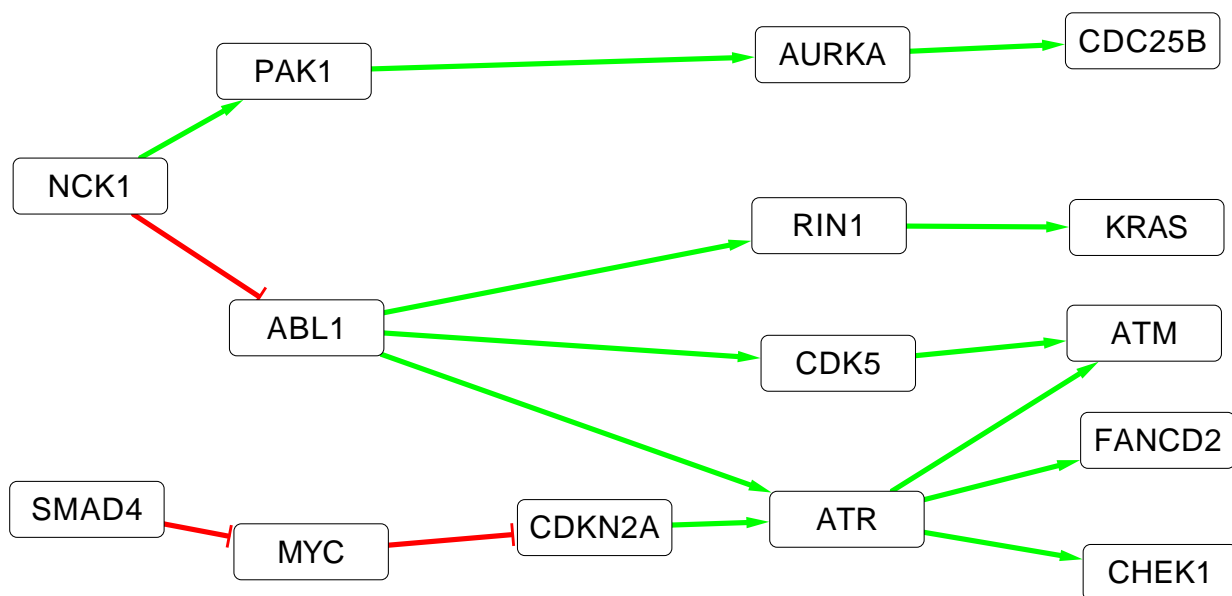 CDC25B
AURKA
PAK1
NCK1
RIN1
KRAS
ABL1
ATM
CDK5
FANCD2
SMAD4
CDKN2A
ATR
MYC
CHEK1